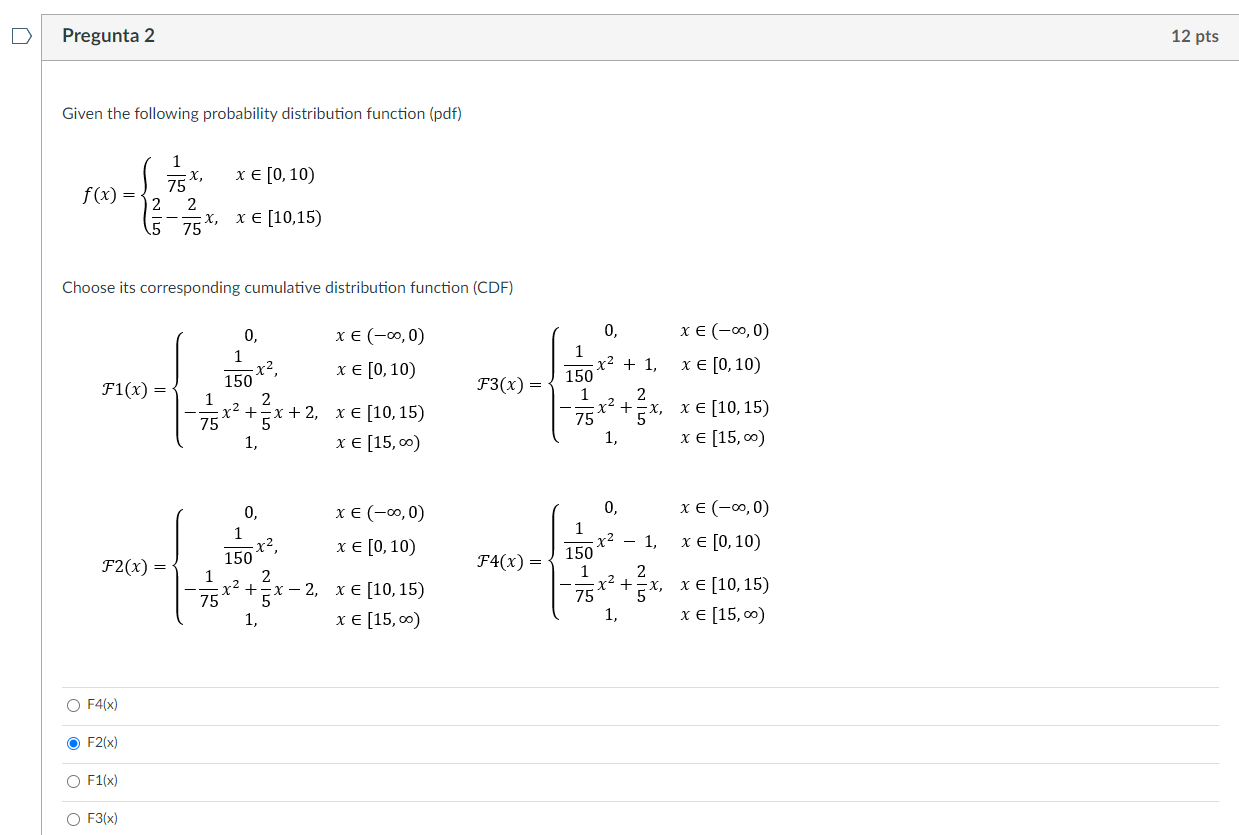 Pregunta 2
12 pts
Given the following probability distribution function (pdf)
f(x) = { 1/75 x, x ∈ [0, 10)
2/5 − 2/75 x, x ∈ [10,15)
Choose its corresponding cumulative distribution function (CDF)
ℱ1(x) = { 0, x ∈ (−∞, 0)
1/150 x², x ∈ [0, 10)
−1/75 x² + 2/5 x + 2, x ∈ [10, 15)
1, x ∈ [15, ∞)
ℱ3(x) = { 0, x ∈ (−∞, 0)
1/150 x² + 1, x ∈ [0, 10)
−1/75 x² + 2/5 x, x ∈ [10, 15)
1, x ∈ [15, ∞)
ℱ2(x) = { 0, x ∈ (−∞, 0)
1/150 x², x ∈ [0, 10)
−1/75 x² + 2/5 x − 2, x ∈ [10, 15)
1, x ∈ [15, ∞)
ℱ4(x) = { 0, x ∈ (−∞, 0)
1/150 x² − 1, x ∈ [0, 10)
−1/75 x² + 2/5 x, x ∈ [10, 15)
1, x ∈ [15, ∞)
F4(x)
F2(x)
F1(x)
F3(x)